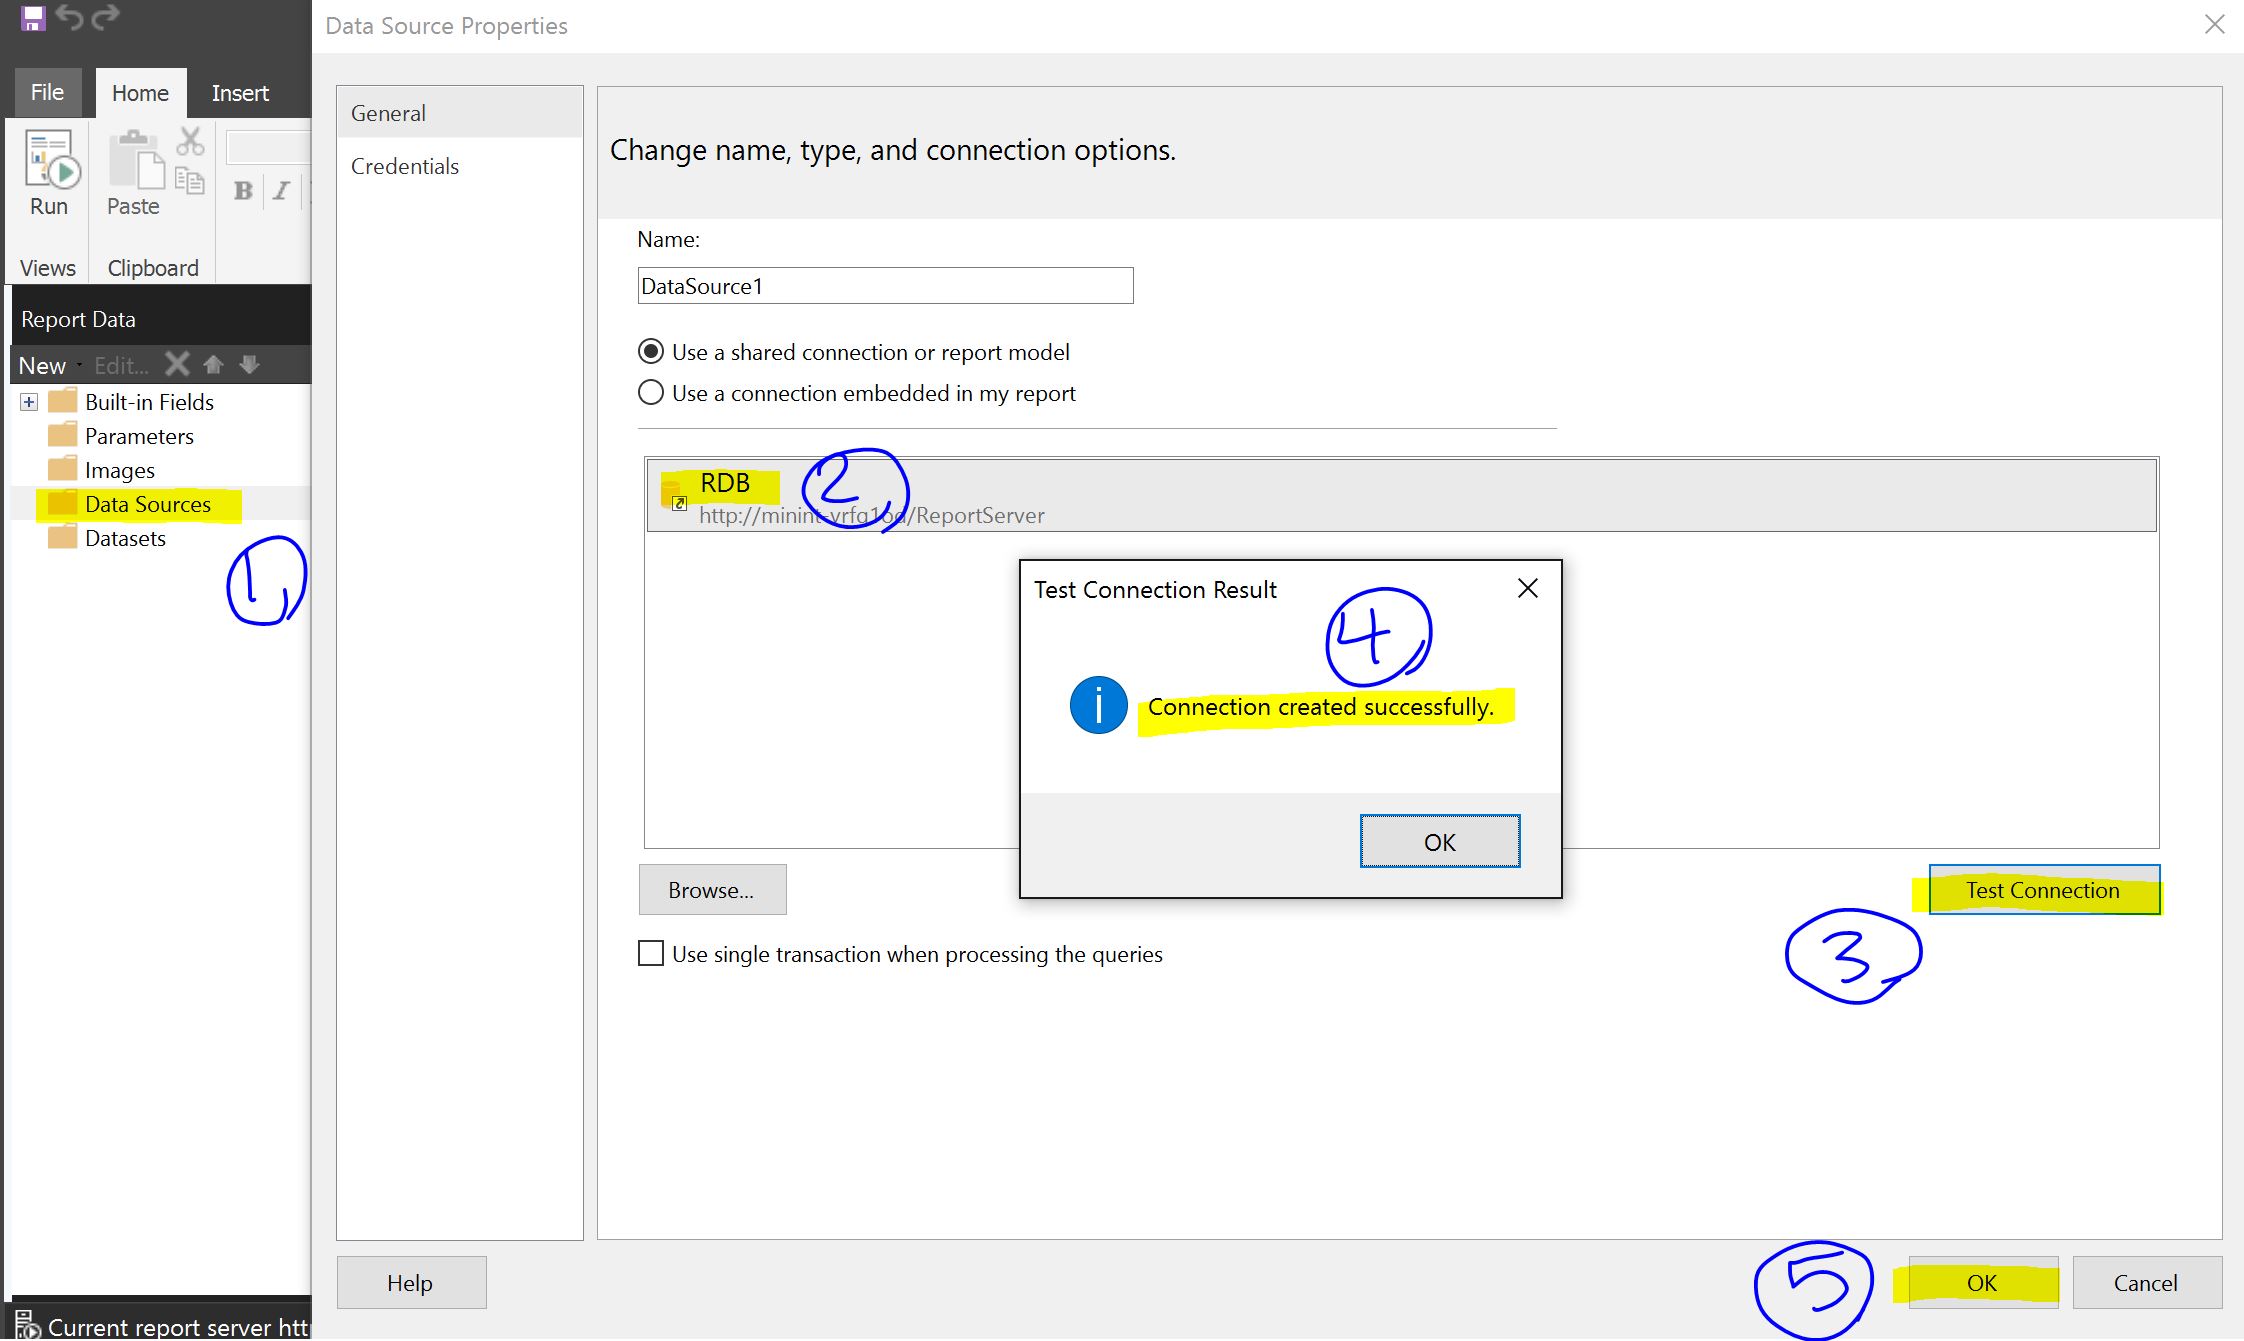 Data Source Properties
File
Home
Insert
Run
Paste
B
I
Views
Clipboard
Report Data
New
Edit...
Built-in Fields
Parameters
Images
Data Sources
Datasets
1,
Current report server htt
General
Credentials
Change name, type, and connection options.
Name:
DataSource1
Use a shared connection or report model
Use a connection embedded in my report
RDB
2,
http://minint-vrfg1od/ReportServer
Test Connection Result
4,
i
Connection created successfully.
OK
Browse...
Test Connection
3,
Use single transaction when processing the queries
Help
5
OK
Cancel